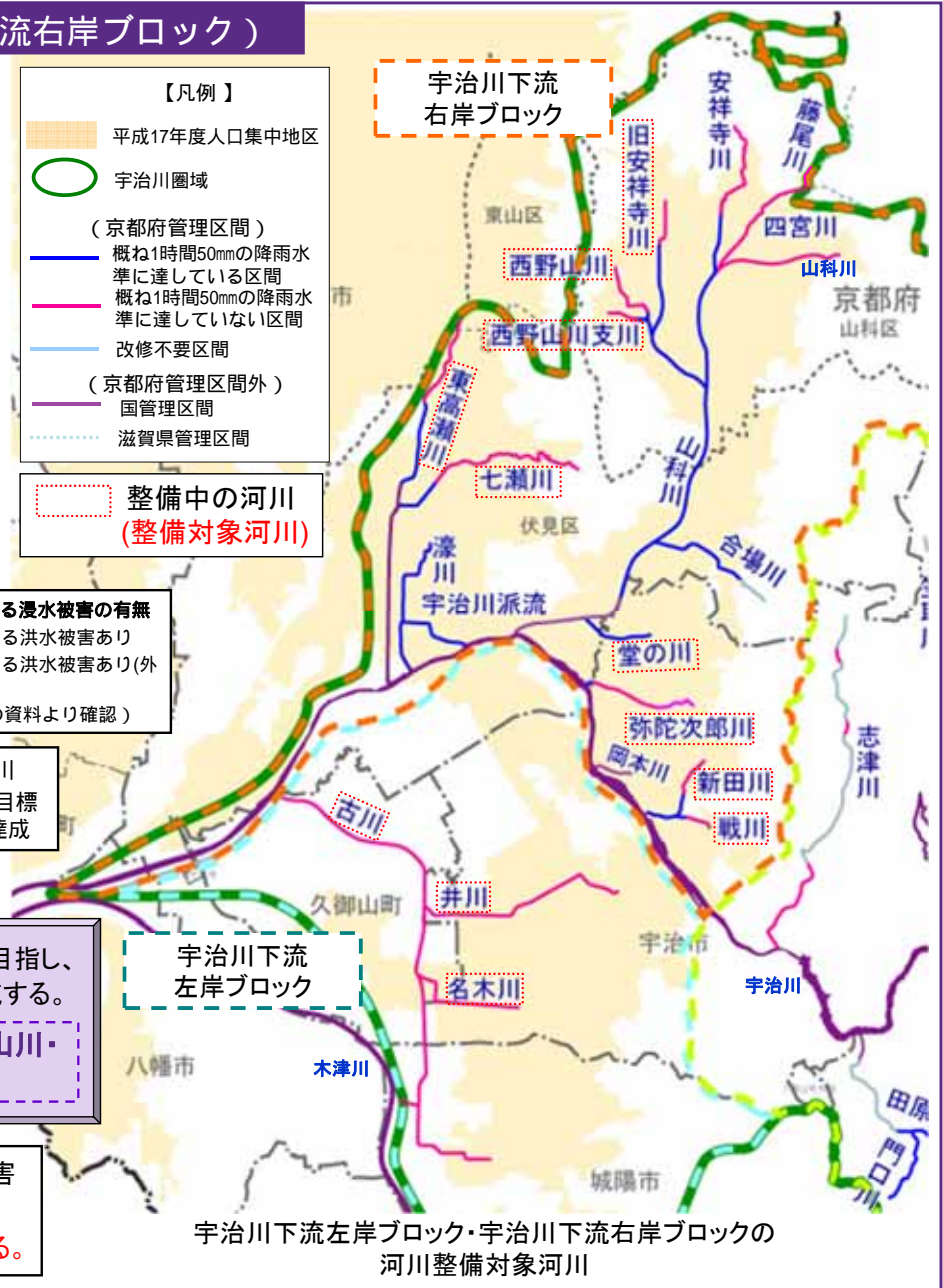 流右岸ブロック）
【凡例 】
平成17年度人口集中地区
宇治川圏域
（京都府管理区間）
概ね1時間50mmの降雨水
準に達している区間
概ね1時間50mmの降雨水
準に達していない区間
改修不要区間
（京都府管理区間外）
国管理区間
滋賀県管理区間
整備中の河川
(整備対象河川)
宇治川下流
右岸ブロック
安祥寺川
藤尾川
旧安祥寺川
東山区
四宮川
西野山川
山科川
京都府
市
山科区
西野山川支川
東高瀬川
山科川
七瀬川
伏見区
濠川
合場川
宇治川派流
る浸水被害の有無
る洪水被害あり
る洪水被害あり(外
の資料より確認）
堂の川
弥陀次郎川
志津川
岡本川
新田川
川
目標
達成
町
古川
戦川
井川
久御山町
宇治市
宇治川下流
左岸ブロック
目指し、
する。
山川・
名木川
宇治川
八幡市
木津川
田原
門口川
害
る。
城陽市
宇治川下流左岸ブロック・宇治川下流右岸ブロックの
河川整備対象河川